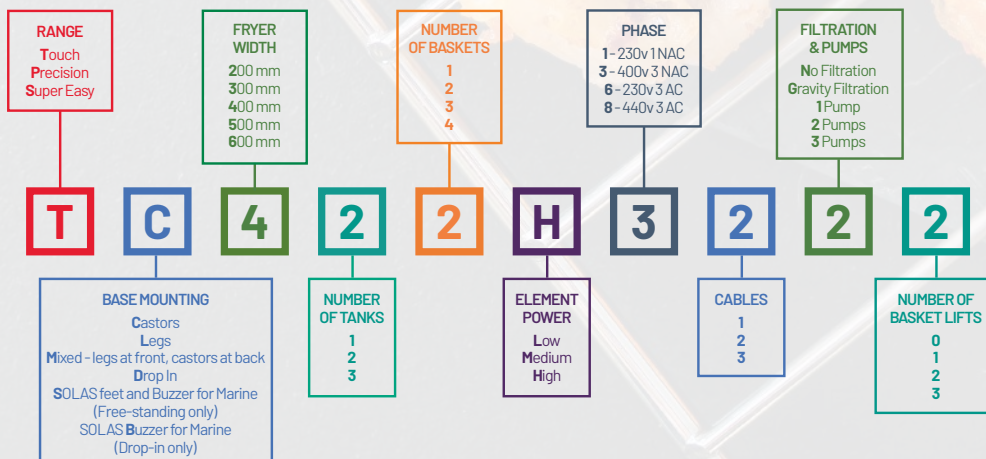 RANGE
Touch
Precision
Super Easy
FRYER
WIDTH
200 mm
300 mm
400 mm
500 mm
600 mm
NUMBER
OF BASKETS
1
2
3
4
PHASE
1 - 230v 1 NAC
3 - 400v 3 NAC
6 - 230v 3 AC
8 - 440v 3 AC
FILTRATION
& PUMPS
No Filtration
Gravity Filtration
1 Pump
2 Pumps
3 Pumps
T C 4 2 2 H 3 2 2 2
BASE MOUNTING
Castors
Legs
Mixed - legs at front, castors at back
Drop In
SOLAS feet and Buzzer for Marine
(Free-standing only)
SOLAS Buzzer for Marine
(Drop-in only)
NUMBER
OF TANKS
1
2
3
ELEMENT
POWER
Low
Medium
High
CABLES
1
2
3
NUMBER OF
BASKET LIFTS
0
1
2
3